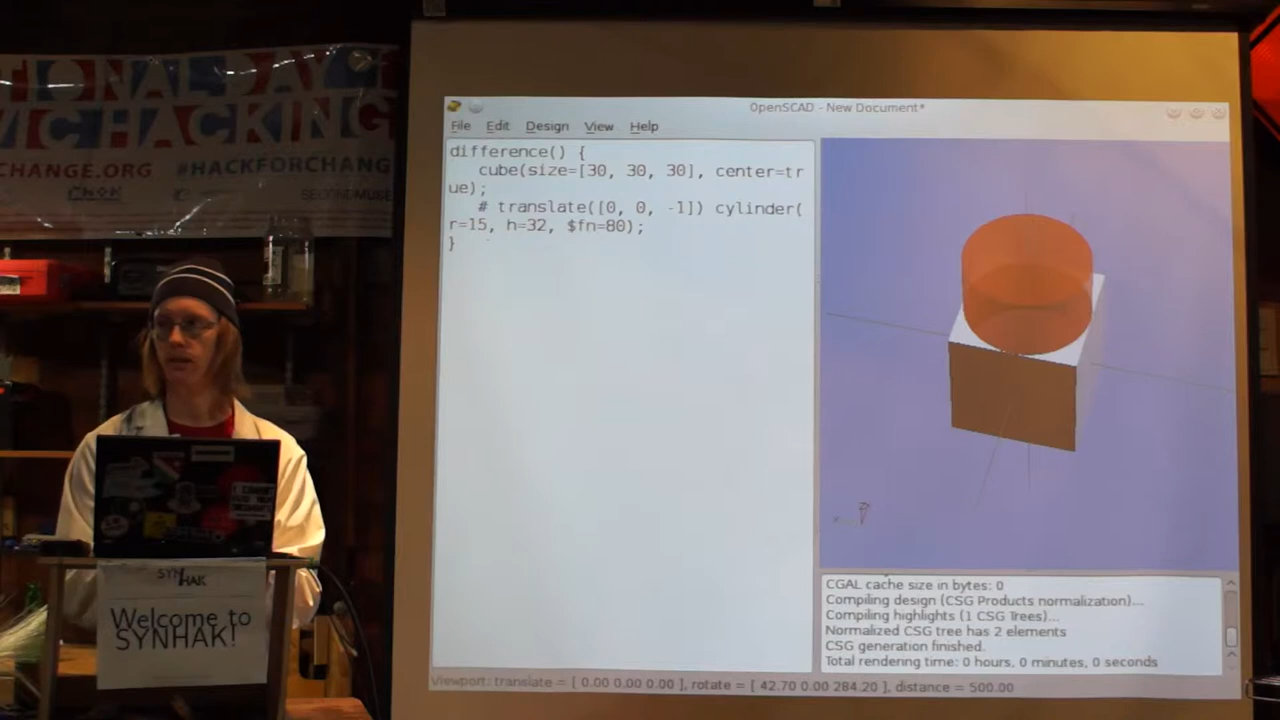 TIONAL DAY OF
VIC HACKING
CHANGE.ORG #HACKFORCHANG
OpenSCAD - New Document*
File Edit Design View Help
difference() {
cube(size=[30, 30, 30], center=tr
ue);
# translate([0, 0, -1]) cylinder(
r=15, h=32, $fn=80);
}
CGAL cache size in bytes: 0
Compiling design (CSG Products normalization)...
Compiling highlights (1 CSG Trees)...
Normalized CSG tree has 2 elements
CSG generation finished.
Total rendering time: 0 hours, 0 minutes, 0 seconds
Viewport: translate = [ 0.00 0.00 0.00 ], rotate = [ 42.70 0.00 284.20 ], distance = 500.00
SYNHAK
Welcome to
SYNHAK!